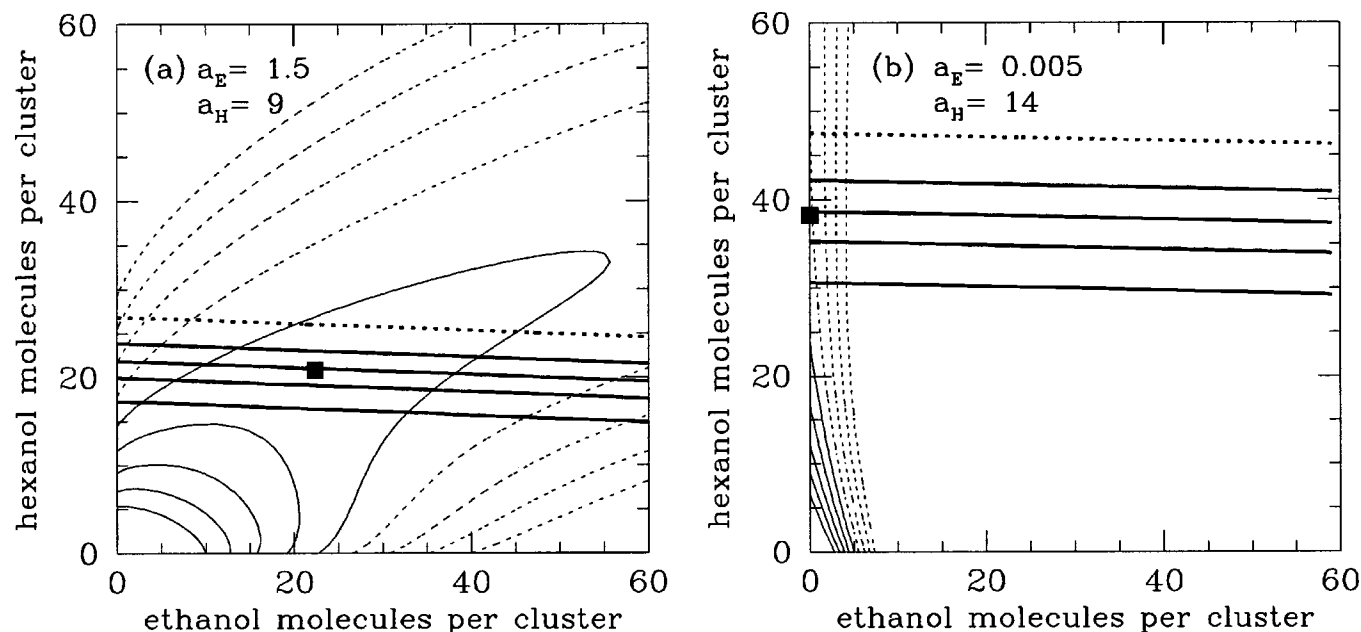 60
40
20
0
hexanol molecules per cluster
(a) a_E= 1.5
a_H= 9
0 20 40 60
ethanol molecules per cluster
60
40
20
0
hexanol molecules per cluster
(b) a_E= 0.005
a_H= 14
0 20 40 60
ethanol molecules per cluster